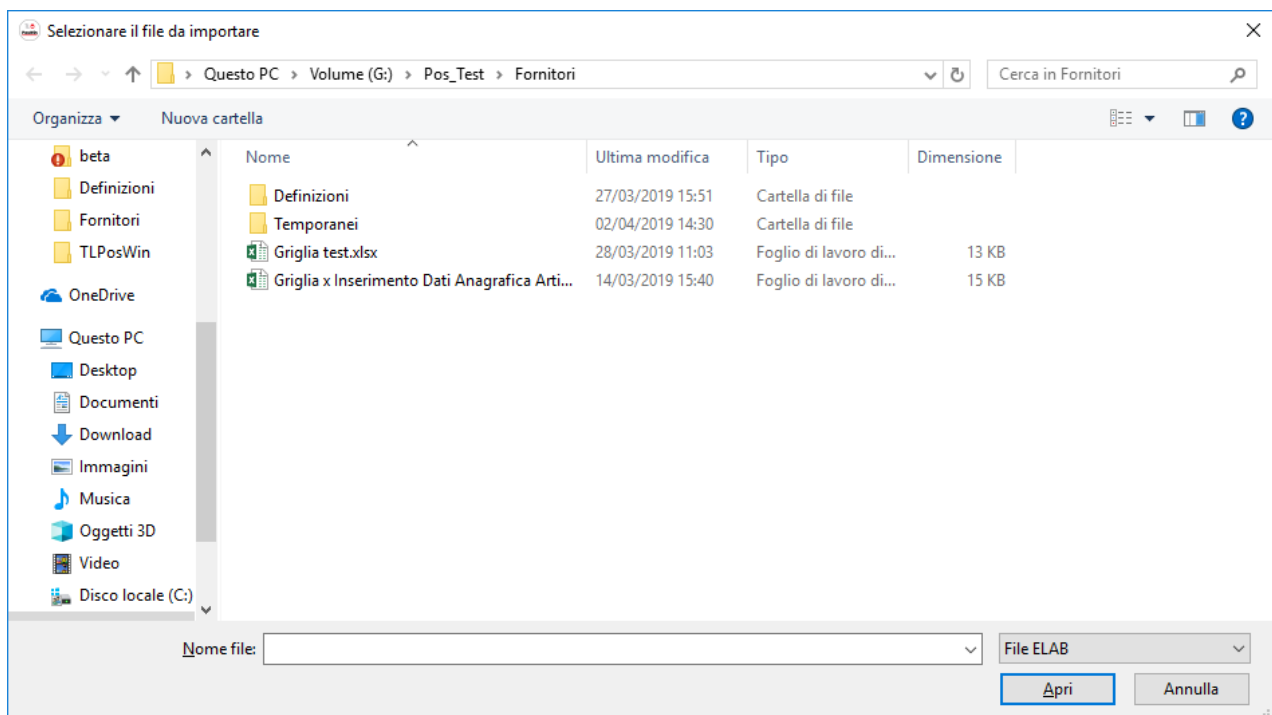 Selezionare il file da importare
Questo PC > Volume (G:) > Pos_Test > Fornitori
Cerca in Fornitori
Organizza
Nuova cartella
beta
Definizioni
Fornitori
TLPosWin
OneDrive
Questo PC
Desktop
Documenti
Download
Immagini
Musica
Oggetti 3D
Video
Disco locale (C:)
Nome Ultima modifica Tipo Dimensione
Definizioni 27/03/2019 15:51 Cartella di file
Temporanei 02/04/2019 14:30 Cartella di file
Griglia test.xlsx 28/03/2019 11:03 Foglio di lavoro di... 13 KB
Griglia x Inserimento Dati Anagrafica Arti... 14/03/2019 15:40 Foglio di lavoro di... 15 KB
Nome file:
File ELAB
Apri Annulla